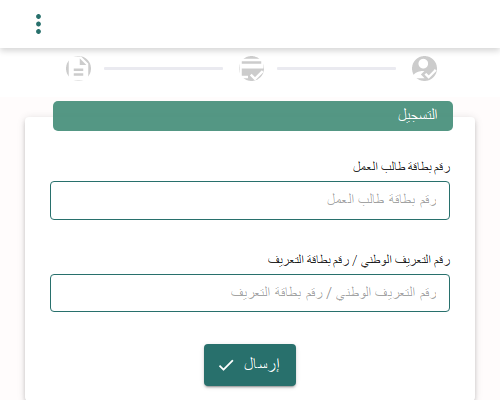 التسجيل
رقم بطاقة طالب العمل
رقم بطاقة طالب العمل
رقم التعريف الوطني / رقم بطاقة التعريف
رقم التعريف الوطني / رقم بطاقة التعريف
إرسال